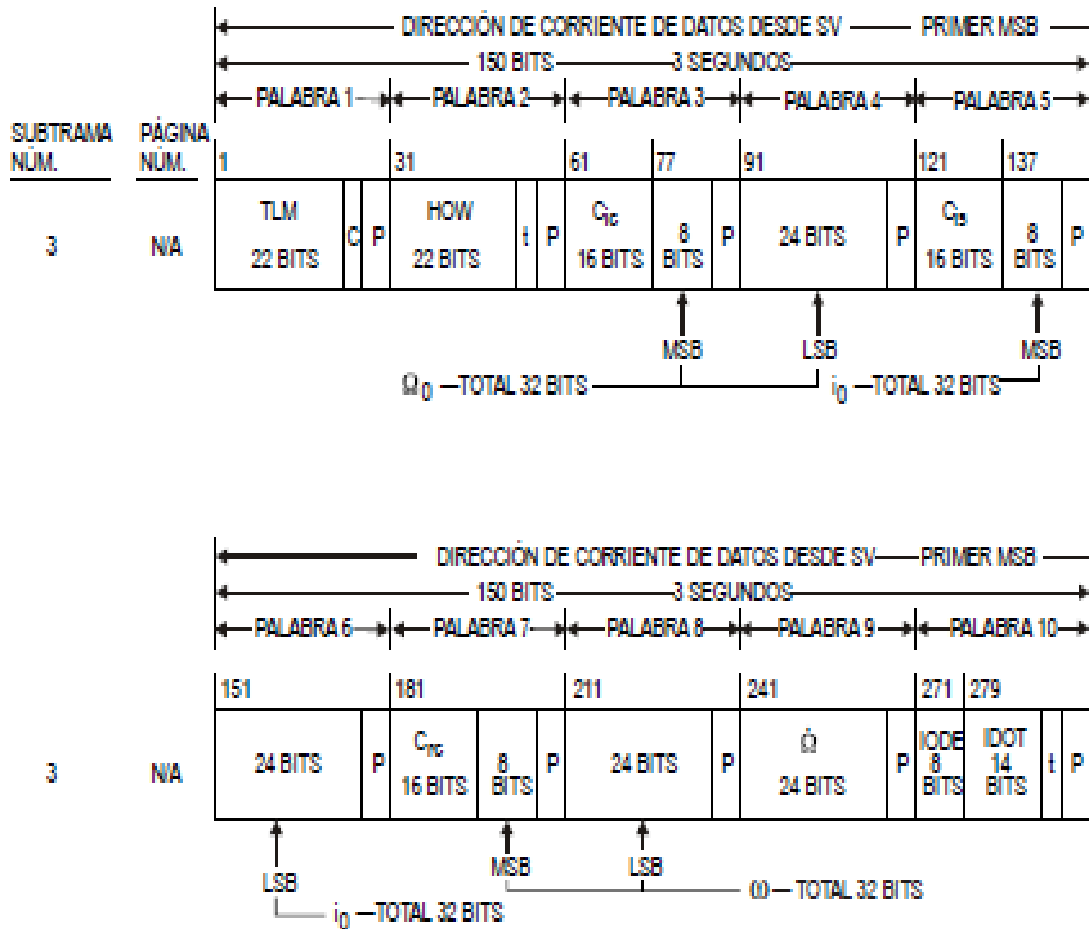 DIRECCIÓN DE CORRIENTE DE DATOS DESDE SV PRIMER MSB
150 BITS 3 SEGUNDOS
PALABRA 1 PALABRA 2 PALABRA 3 PALABRA 4 PALABRA 5
SUBTRAMA NÚM. PÁGINA NÚM.
1 31 61 77 91 121 137
3 N/A
TLM 22 BITS C P
HOW 22 BITS t P
Cic 16 BITS 8 BITS P
24 BITS P
Cis 16 BITS 8 BITS P
MSB LSB MSB
Ω0 —TOTAL 32 BITS i0 —TOTAL 32 BITS
DIRECCIÓN DE CORRIENTE DE DATOS DESDE SV PRIMER MSB
150 BITS 3 SEGUNDOS
PALABRA 6 PALABRA 7 PALABRA 8 PALABRA 9 PALABRA 10
151 181 211 241 271 279
3 N/A
24 BITS P
Crc 16 BITS 8 BITS P
24 BITS P
Ω̇ 24 BITS P
IODE 8 BITS IDOT 14 BITS t P
LSB MSB LSB
i0 —TOTAL 32 BITS ω — TOTAL 32 BITS